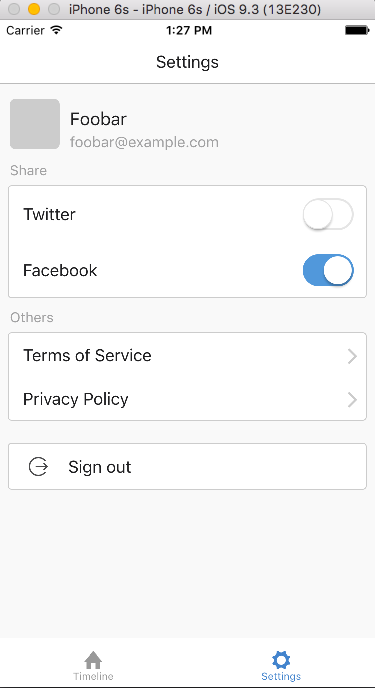 iPhone 6s - iPhone 6s / iOS 9.3 (13E230)
Carrier 1:27 PM
Settings
Foobar
foobar@example.com
Share
Twitter
Facebook
Others
Terms of Service
Privacy Policy
Sign out
Timeline Settings